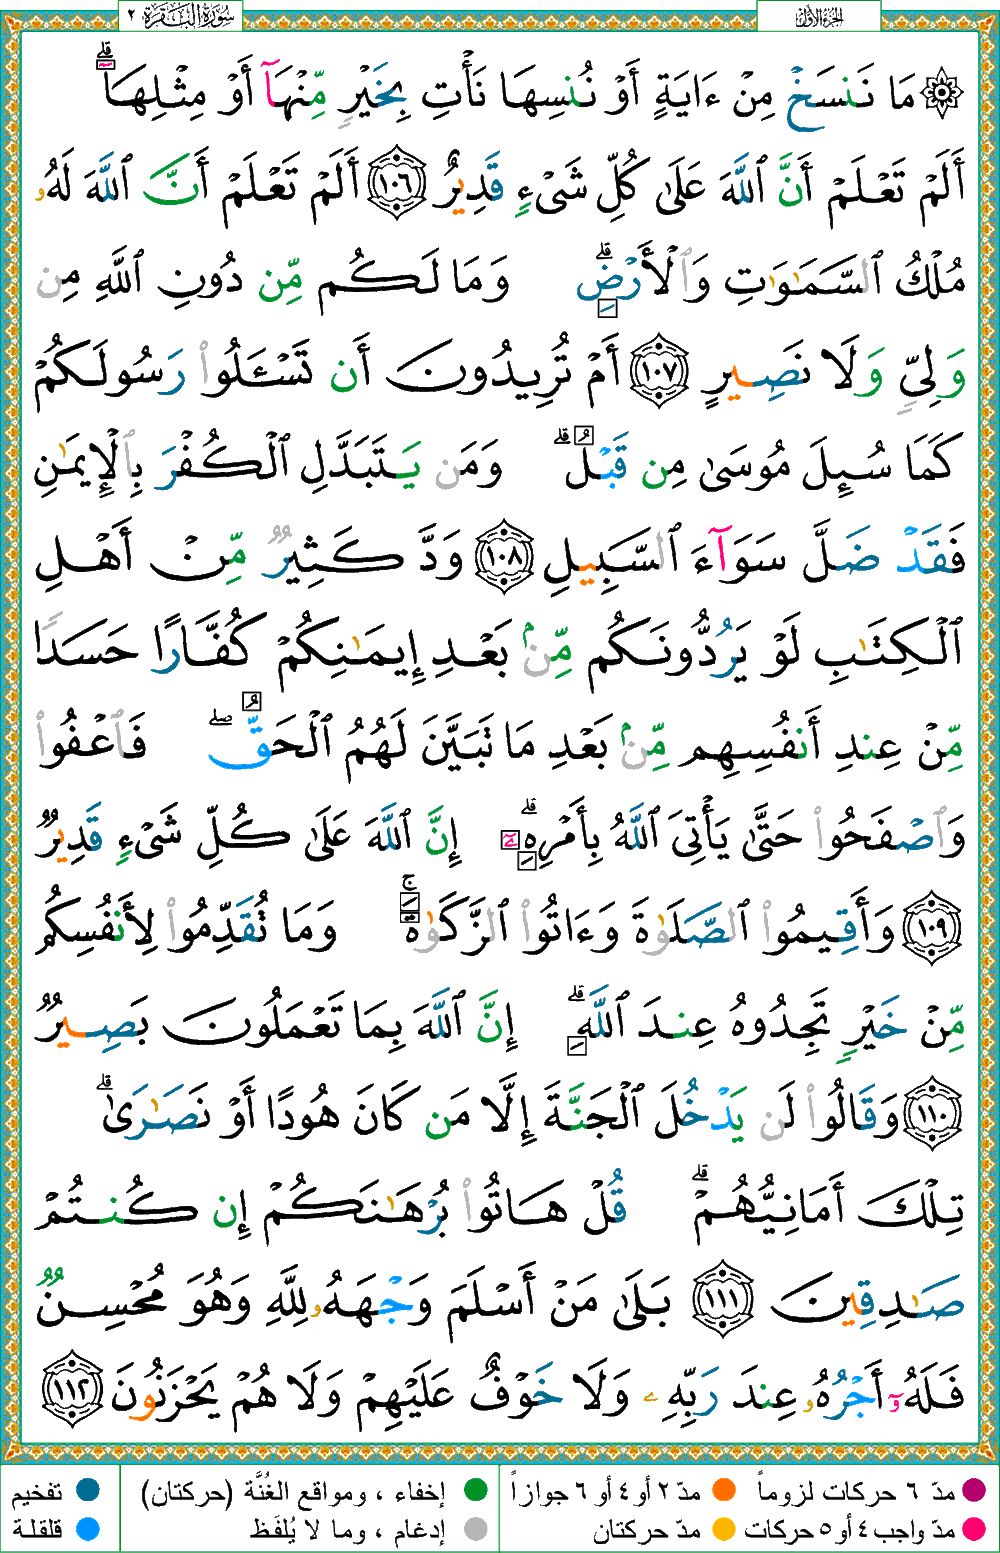 سُورَةُ البَقَرَة ٢
الجزء الأول
۞ مَا نَنسَخْ مِنْ ءَايَةٍ أَوْ نُنسِهَا نَأْتِ بِخَيْرٍ مِّنْهَآ أَوْ مِثْلِهَآ ۗ
أَلَمْ تَعْلَمْ أَنَّ ٱللَّهَ عَلَىٰ كُلِّ شَىْءٍ قَدِيرٌ ١٠٦ أَلَمْ تَعْلَمْ أَنَّ ٱللَّهَ لَهُۥ
مُلْكُ ٱلسَّمَـٰوَٰتِ وَٱلْأَرْضِ ۗ وَمَا لَكُم مِّن دُونِ ٱللَّهِ مِن
وَلِىٍّ وَلَا نَصِيرٍ ١٠٧ أَمْ تُرِيدُونَ أَن تَسْـَٔلُوا۟ رَسُولَكُمْ
كَمَا سُئِلَ مُوسَىٰ مِن قَبْلُ ۗ وَمَن يَتَبَدَّلِ ٱلْكُفْرَ بِٱلْإِيمَـٰنِ
فَقَدْ ضَلَّ سَوَآءَ ٱلسَّبِيلِ ١٠٨ وَدَّ كَثِيرٌ مِّنْ أَهْلِ
ٱلْكِتَـٰبِ لَوْ يَرُدُّونَكُم مِّنۢ بَعْدِ إِيمَـٰنِكُمْ كُفَّارًا حَسَدًا
مِّنْ عِندِ أَنفُسِهِم مِّنۢ بَعْدِ مَا تَبَيَّنَ لَهُمُ ٱلْحَقُّ ۖ فَٱعْفُوا۟
وَٱصْفَحُوا۟ حَتَّىٰ يَأْتِىَ ٱللَّهُ بِأَمْرِهِۦٓ ۗ إِنَّ ٱللَّهَ عَلَىٰ كُلِّ شَىْءٍ قَدِيرٌ
١٠٩ وَأَقِيمُوا۟ ٱلصَّلَوٰةَ وَءَاتُوا۟ ٱلزَّكَوٰةَ ۚ وَمَا تُقَدِّمُوا۟ لِأَنفُسِكُم
مِّنْ خَيْرٍ تَجِدُوهُ عِندَ ٱللَّهِ ۗ إِنَّ ٱللَّهَ بِمَا تَعْمَلُونَ بَصِيرٌ
١١٠ وَقَالُوا۟ لَن يَدْخُلَ ٱلْجَنَّةَ إِلَّا مَن كَانَ هُودًا أَوْ نَصَـٰرَىٰ ۗ
تِلْكَ أَمَانِيُّهُمْ ۗ قُلْ هَاتُوا۟ بُرْهَـٰنَكُمْ إِن كُنتُمْ
صَـٰدِقِينَ ١١١ بَلَىٰ مَنْ أَسْلَمَ وَجْهَهُۥ لِلَّهِ وَهُوَ مُحْسِنٌ
فَلَهُۥٓ أَجْرُهُۥ عِندَ رَبِّهِۦ وَلَا خَوْفٌ عَلَيْهِمْ وَلَا هُمْ يَحْزَنُونَ ١١٢
مدّ ٦ حركات لزوماً
مدّ ٢ أو ٤ أو ٦ جوازاً
إخفاء ، ومواقع الغُنَّة (حركتان)
تفخيم
مدّ واجب ٤ أو ٥ حركات
مدّ حركتان
إدغام ، وما لا يُلفَظ
قلقلة